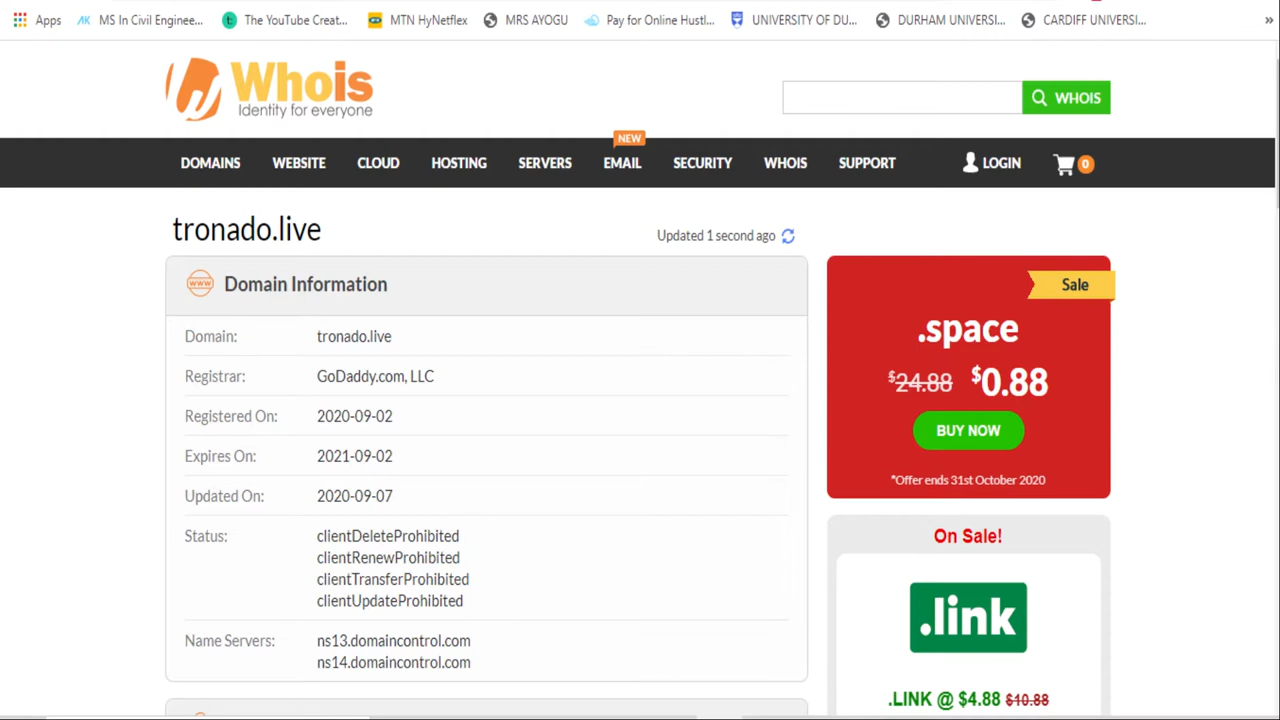 Apps MS In Civil Enginee... The YouTube Creat... MTN HyNetflex MRS AYOGU Pay for Online Hustl... UNIVERSITY OF DU... DURHAM UNIVERSI... CARDIFF UNIVERSI... »
Whois
Identity for everyone
WHOIS
NEW
DOMAINS WEBSITE CLOUD HOSTING SERVERS EMAIL SECURITY WHOIS SUPPORT LOGIN 0
tronado.live
Updated 1 second ago
www
Domain Information
Domain: tronado.live
Registrar: GoDaddy.com, LLC
Registered On: 2020-09-02
Expires On: 2021-09-02
Updated On: 2020-09-07
Status: clientDeleteProhibited
clientRenewProhibited
clientTransferProhibited
clientUpdateProhibited
Name Servers: ns13.domaincontrol.com
ns14.domaincontrol.com
Sale
.space
$24.88 $0.88
BUY NOW
*Offer ends 31st October 2020
On Sale!
.link
.LINK @ $4.88 $10.88